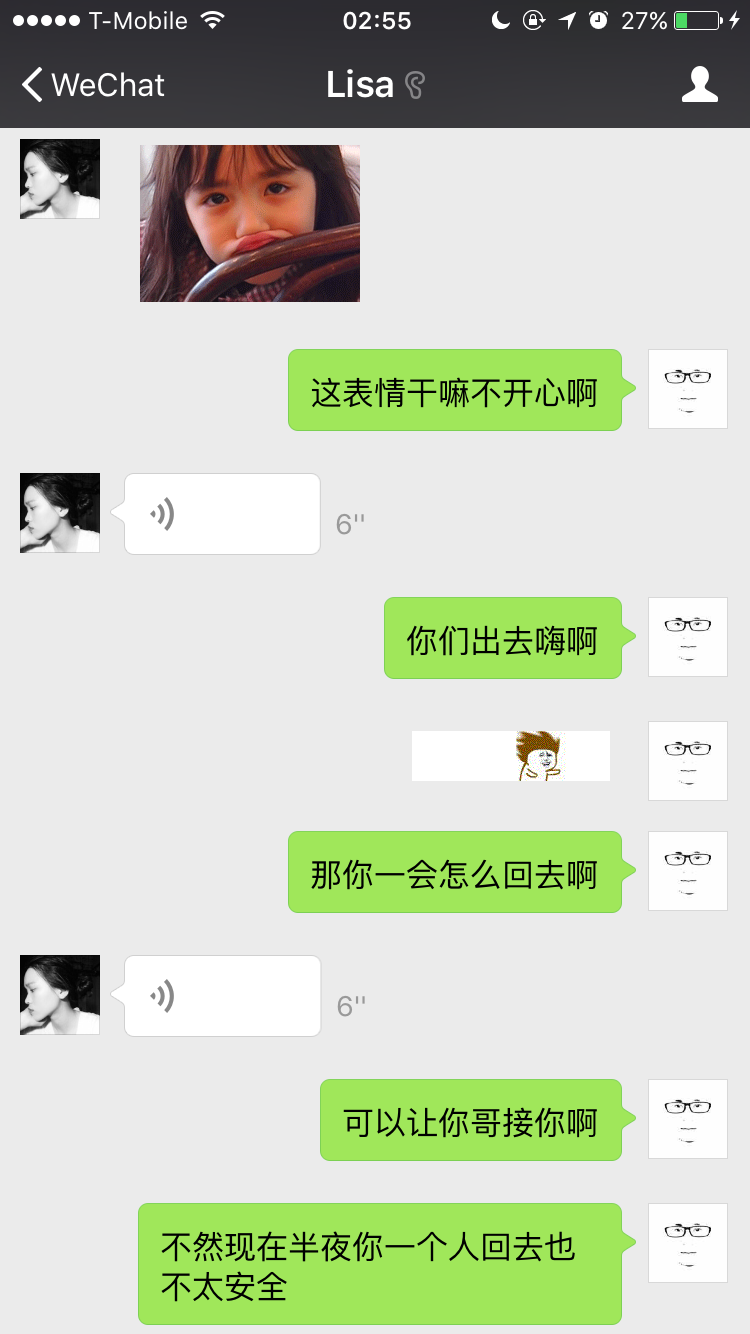 T-Mobile 02:55 27%
WeChat Lisa
这表情干嘛不开心啊
6''
你们出去嗨啊
那你一会怎么回去啊
6''
可以让你哥接你啊
不然现在半夜你一个人回去也
不太安全